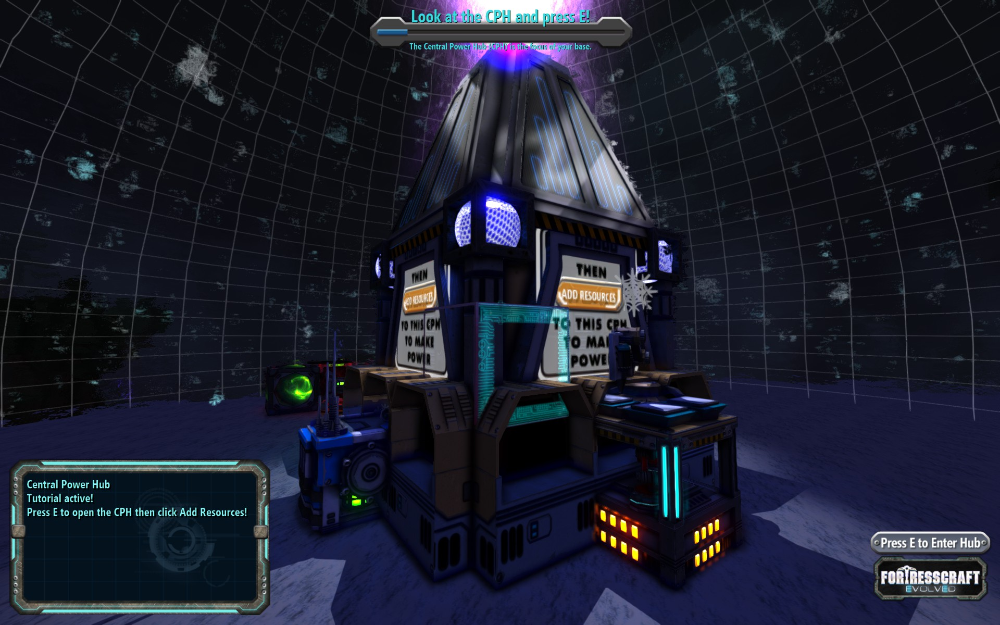 Look at the CPH and press E!
The Central Power Hub (CPH) is the focus of your base.
THEN
ADD RESOURCES
TO THIS CPH
TO MAKE
POWER
THEN
ADD RESOURCES
TO THIS CPH
TO MA
POWE
Central Power Hub
Tutorial active!
Press E to open the CPH then click Add Resources!
Press E to Enter Hub
FORTRESSCRAFT
EVOLVED